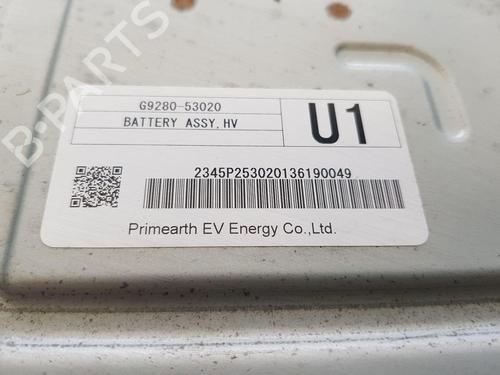 B-PARTS
G9280-53020
BATTERY ASSY,HV
U1
2345P253020136190049
Primearth EV Energy Co.,Ltd.